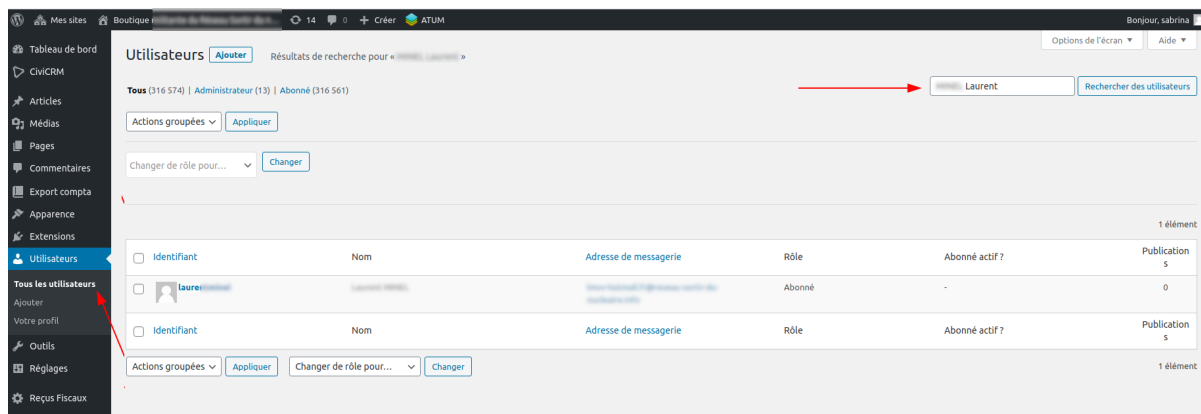 Mes sites Boutique 14 0 + Créer ATUM Bonjour, sabrina
Tableau de bord
CiviCRM
Articles
Médias
Pages
Commentaires
Export compta
Apparence
Extensions
Utilisateurs
Tous les utilisateurs
Ajouter
Votre profil
Outils
Réglages
Reçus Fiscaux
Options de l'écran ▼ Aide ▼
Utilisateurs Ajouter Résultats de recherche pour « »
Tous (316 574) | Administrateur (13) | Abonné (316 561)
Laurent Rechercher des utilisateurs
Actions groupées Appliquer
Changer de rôle pour... Changer
1 élément
Identifiant Nom Adresse de messagerie Rôle Abonné actif ? Publication
s
Abonné - 0
Identifiant Nom Adresse de messagerie Rôle Abonné actif ? Publication
s
Actions groupées Appliquer Changer de rôle pour... Changer 1 élément